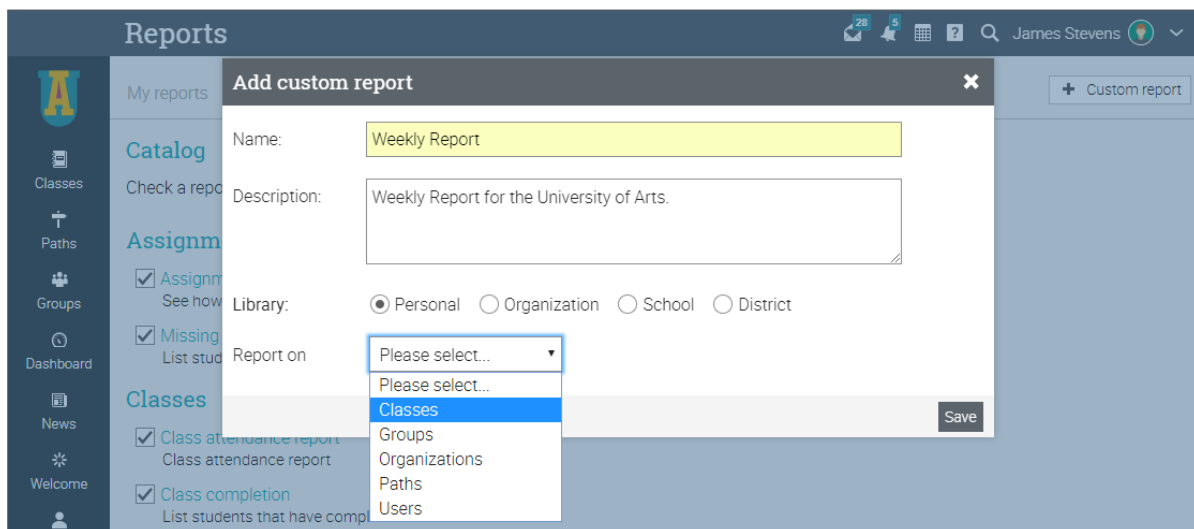 Reports
28
5
James Stevens
My reports
Custom report
Classes
Paths
Groups
Dashboard
News
Welcome
Catalog
Check a repo
Assignm
Assignm
See how
Missing
List stud
Classes
Class attendance report
Class attendance report
Class completion
List students that have compl
Add custom report
Name:
Weekly Report
Description:
Weekly Report for the University of Arts.
Library:
Personal
Organization
School
District
Report on
Please select...
Please select...
Classes
Groups
Organizations
Paths
Users
Save